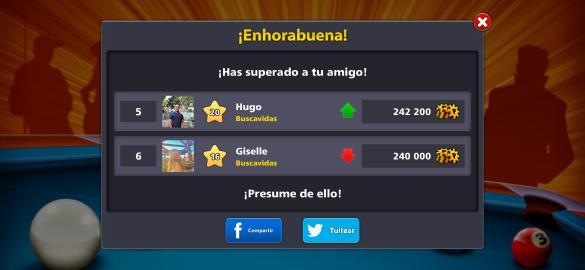 ¡Enhorabuena!
¡Has superado a tu amigo!
5 20 Hugo 242 200
Buscavidas
6 16 Giselle 240 000
Buscavidas
¡Presume de ello!
Compartir Tuitear
3